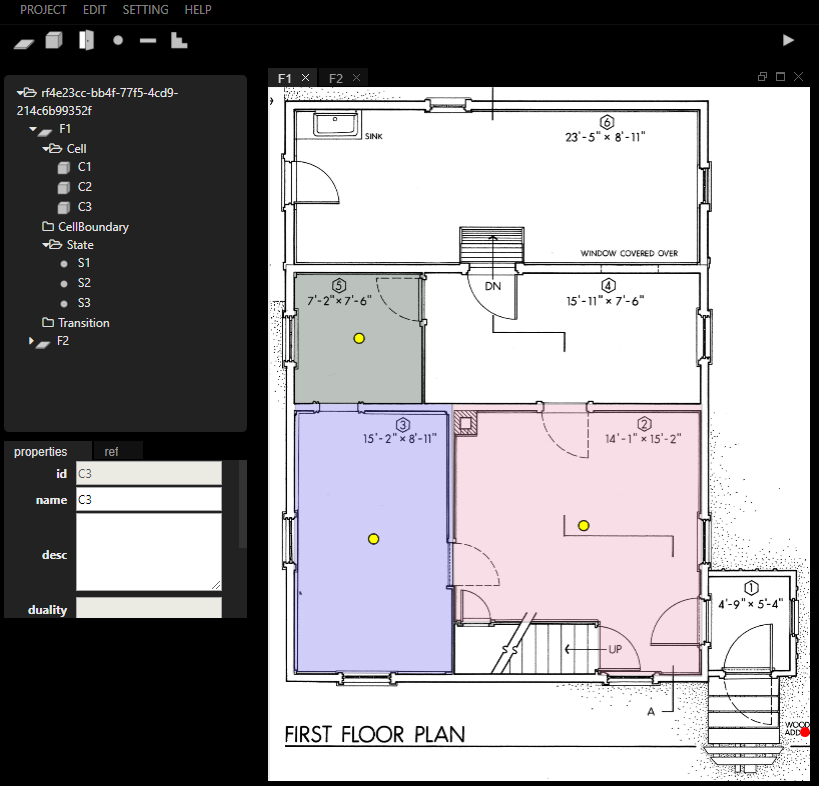 PROJECT EDIT SETTING HELP
F1 F2
rf4e23cc-bb4f-77f5-4cd9-
214c6b99352f
F1
Cell
C1
C2
C3
CellBoundary
State
S1
S2
S3
Transition
F2
properties ref
id C3
name C3
desc
duality
6
23'-5" × 8'-11"
SINK
WINDOW COVERED OVER
5
7'-2" × 7'-6"
DN
4
15'-11" × 7'-6"
3
15'-2" × 8'-11"
2
14'-1" × 15'-2"
1
4'-9" × 5'-4"
UP
A
FIRST FLOOR PLAN
WOOD
ADD